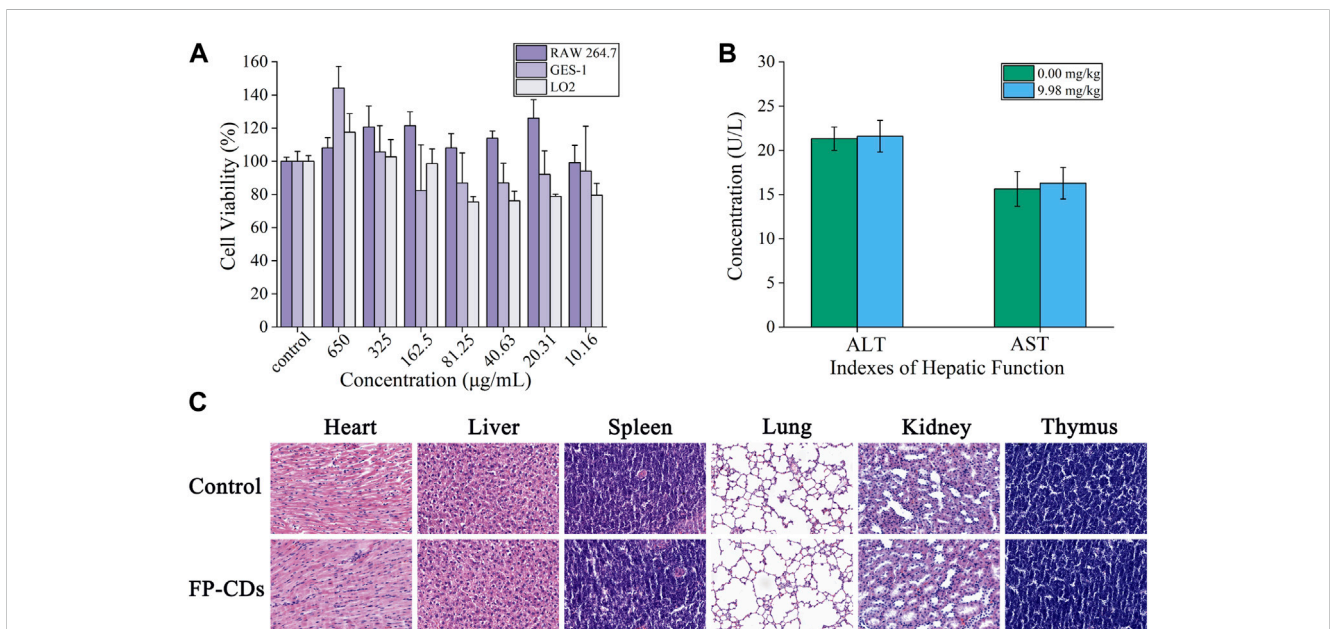 A
RAW 264.7
GES-1
LO2
160
140
120
100
80
60
40
20
0
Cell Viability (%)
control
650
325
162.5
81.25
40.63
20.31
10.16
Concentration (μg/mL)
B
0.00 mg/kg
9.98 mg/kg
30
25
20
15
10
5
0
Concentration (U/L)
ALT AST
Indexes of Hepatic Function
C
Heart Liver Spleen Lung Kidney Thymus
Control
FP-CDs